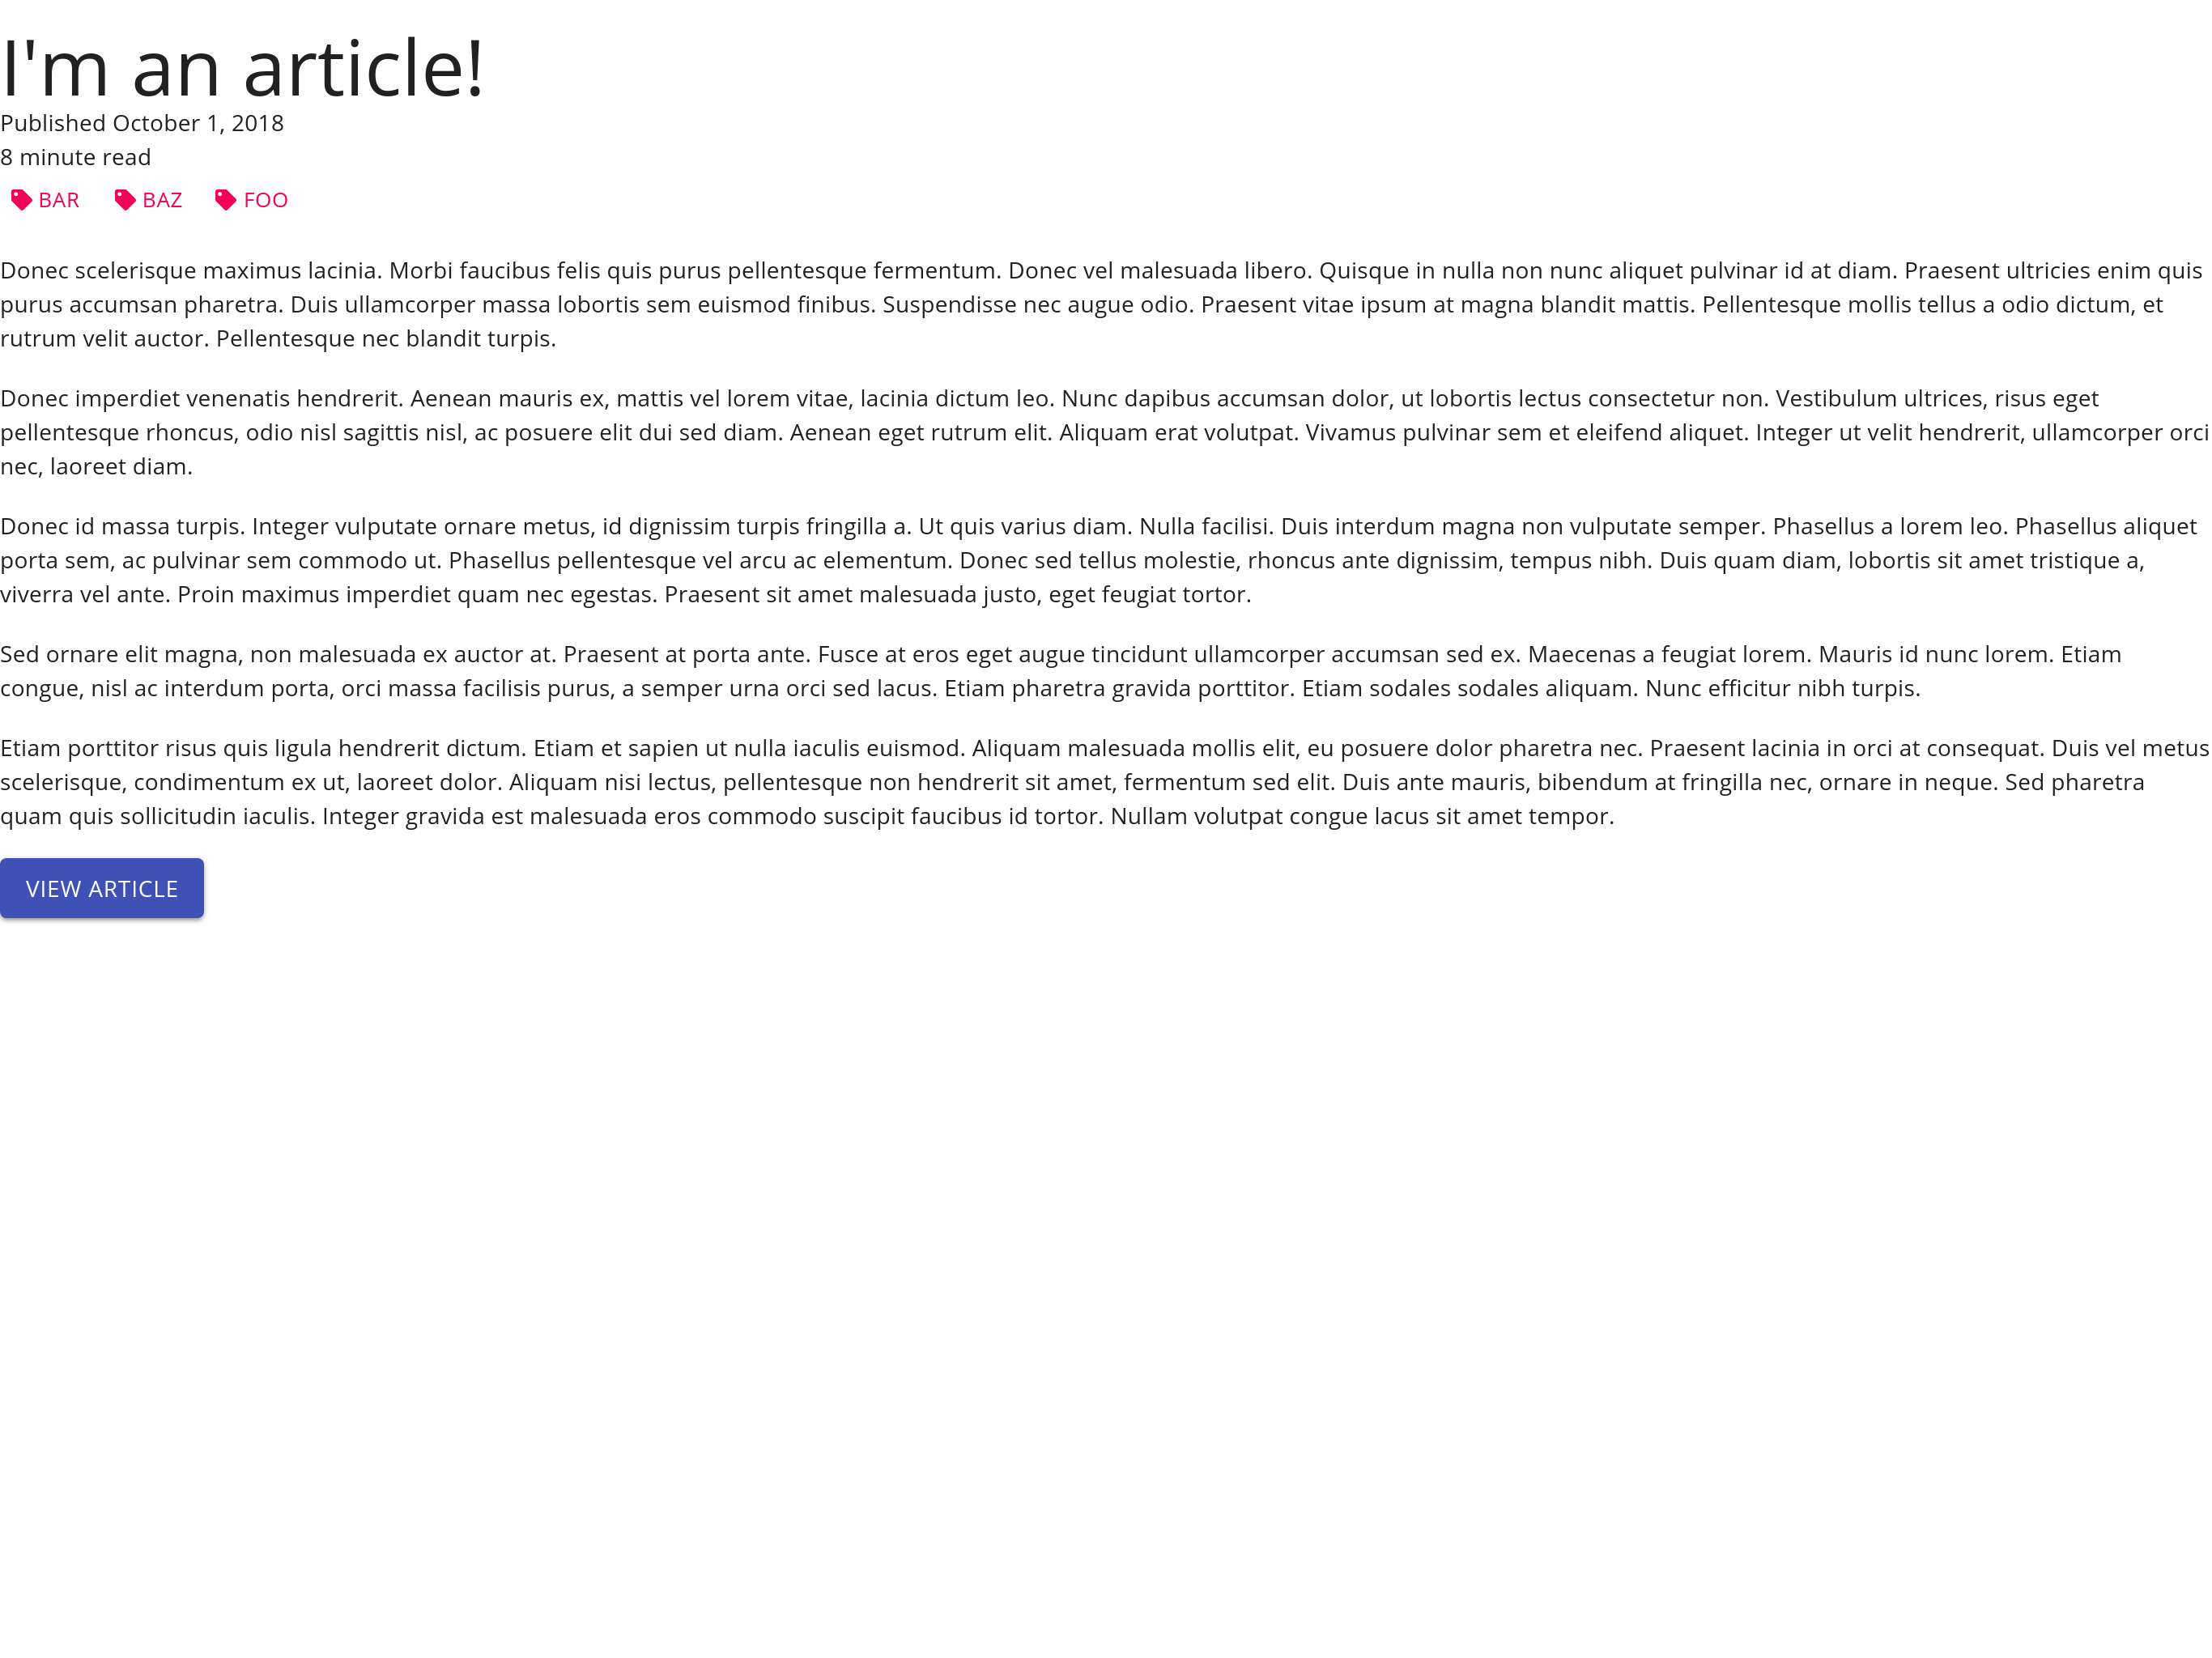 I'm an article!
Published October 1, 2018
8 minute read
BAR BAZ FOO
Donec scelerisque maximus lacinia. Morbi faucibus felis quis purus pellentesque fermentum. Donec vel malesuada libero. Quisque in nulla non nunc aliquet pulvinar id at diam. Praesent ultricies enim quis
purus accumsan pharetra. Duis ullamcorper massa lobortis sem euismod finibus. Suspendisse nec augue odio. Praesent vitae ipsum at magna blandit mattis. Pellentesque mollis tellus a odio dictum, et
rutrum velit auctor. Pellentesque nec blandit turpis.
Donec imperdiet venenatis hendrerit. Aenean mauris ex, mattis vel lorem vitae, lacinia dictum leo. Nunc dapibus accumsan dolor, ut lobortis lectus consectetur non. Vestibulum ultrices, risus eget
pellentesque rhoncus, odio nisl sagittis nisl, ac posuere elit dui sed diam. Aenean eget rutrum elit. Aliquam erat volutpat. Vivamus pulvinar sem et eleifend aliquet. Integer ut velit hendrerit, ullamcorper orci
nec, laoreet diam.
Donec id massa turpis. Integer vulputate ornare metus, id dignissim turpis fringilla a. Ut quis varius diam. Nulla facilisi. Duis interdum magna non vulputate semper. Phasellus a lorem leo. Phasellus aliquet
porta sem, ac pulvinar sem commodo ut. Phasellus pellentesque vel arcu ac elementum. Donec sed tellus molestie, rhoncus ante dignissim, tempus nibh. Duis quam diam, lobortis sit amet tristique a,
viverra vel ante. Proin maximus imperdiet quam nec egestas. Praesent sit amet malesuada justo, eget feugiat tortor.
Sed ornare elit magna, non malesuada ex auctor at. Praesent at porta ante. Fusce at eros eget augue tincidunt ullamcorper accumsan sed ex. Maecenas a feugiat lorem. Mauris id nunc lorem. Etiam
congue, nisl ac interdum porta, orci massa facilisis purus, a semper urna orci sed lacus. Etiam pharetra gravida porttitor. Etiam sodales sodales aliquam. Nunc efficitur nibh turpis.
Etiam porttitor risus quis ligula hendrerit dictum. Etiam et sapien ut nulla iaculis euismod. Aliquam malesuada mollis elit, eu posuere dolor pharetra nec. Praesent lacinia in orci at consequat. Duis vel metus
scelerisque, condimentum ex ut, laoreet dolor. Aliquam nisi lectus, pellentesque non hendrerit sit amet, fermentum sed elit. Duis ante mauris, bibendum at fringilla nec, ornare in neque. Sed pharetra
quam quis sollicitudin iaculis. Integer gravida est malesuada eros commodo suscipit faucibus id tortor. Nullam volutpat congue lacus sit amet tempor.
VIEW ARTICLE